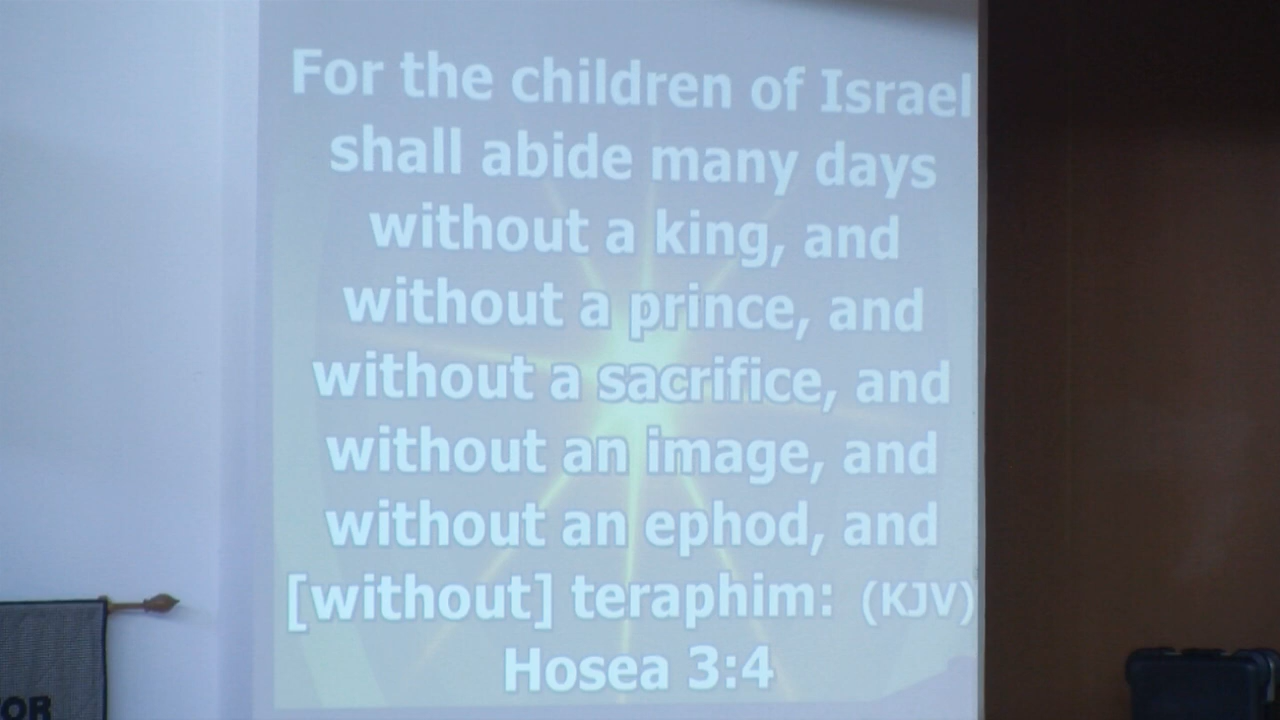 For the children of Israel
shall abide many days
without a king, and
without a prince, and
without a sacrifice, and
without an image, and
without an ephod, and
[without] teraphim: (KJV)
Hosea 3:4